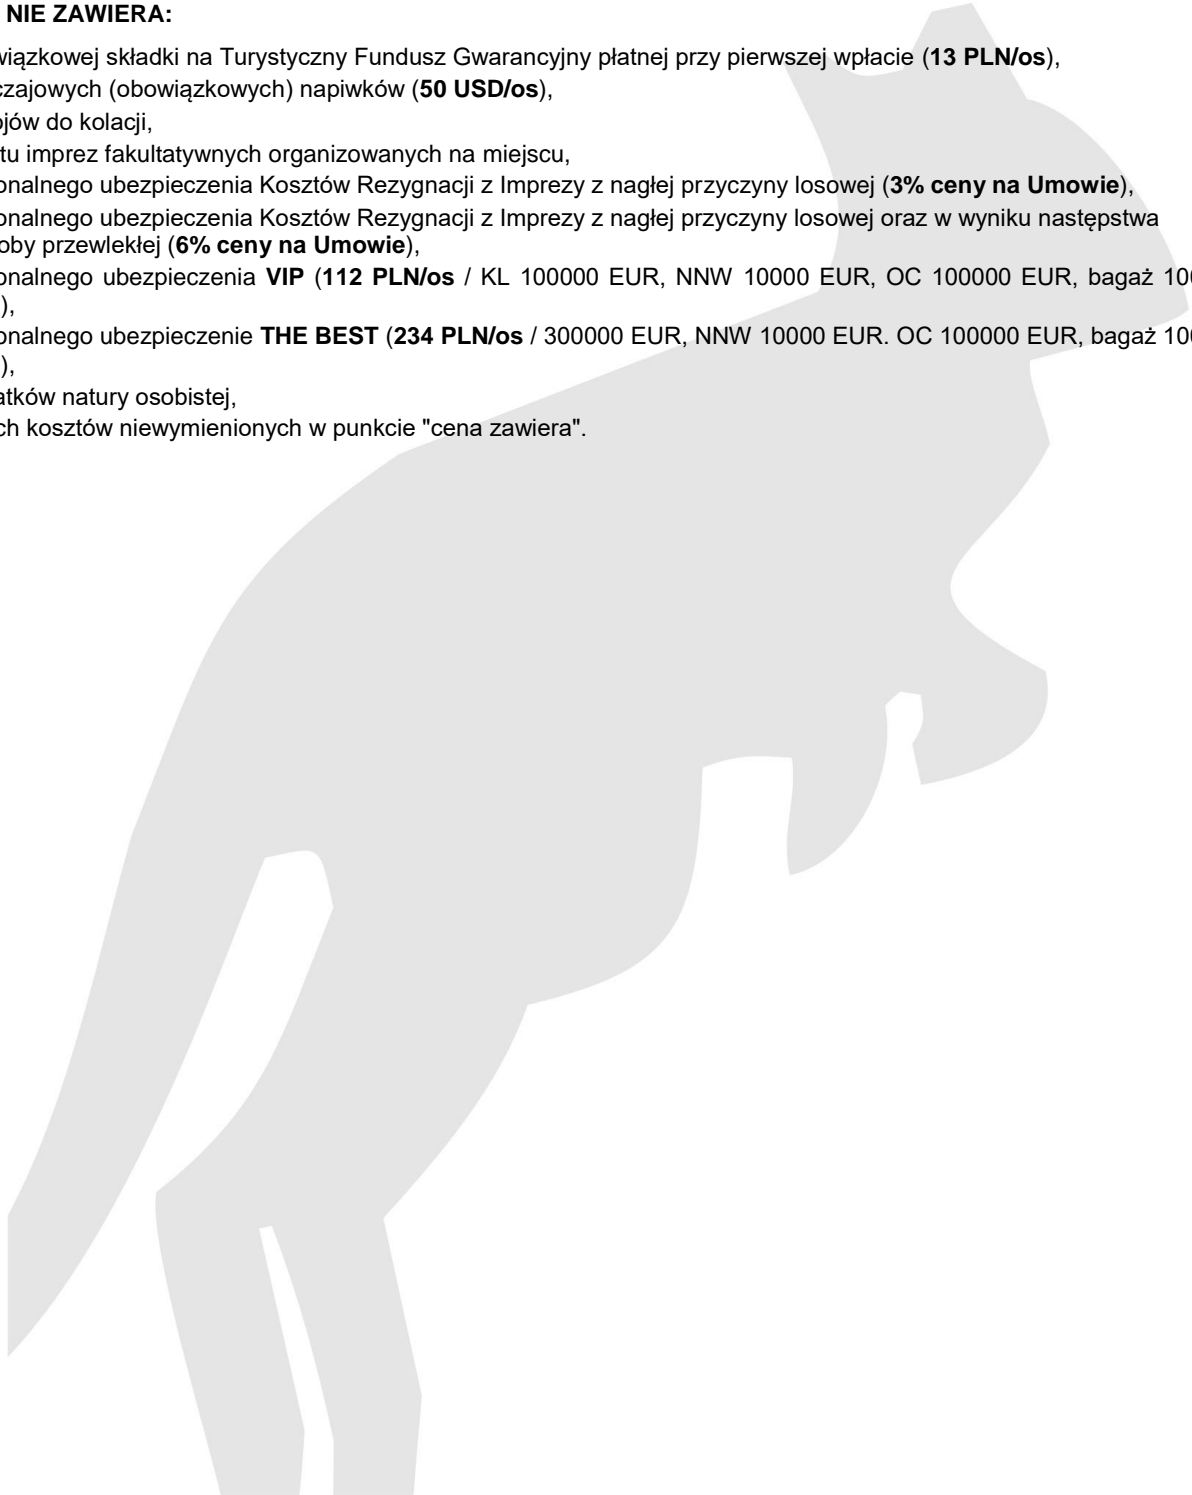 NIE ZAWIERA:
wiązkowej składki na Turystyczny Fundusz Gwarancyjny płatnej przy pierwszej wpłacie (13 PLN/os),
czajowych (obowiązkowych) napiwków (50 USD/os),
ojów do kolacji,
tu imprez fakultatywnych organizowanych na miejscu,
onalnego ubezpieczenia Kosztów Rezygnacji z Imprezy z nagłej przyczyny losowej (3% ceny na Umowie),
onalnego ubezpieczenia Kosztów Rezygnacji z Imprezy z nagłej przyczyny losowej oraz w wyniku następstwa
oby przewlekłej (6% ceny na Umowie),
onalnego ubezpieczenia VIP (112 PLN/os / KL 100000 EUR, NNW 10000 EUR, OC 100000 EUR, bagaż 100
),
onalnego ubezpieczenie THE BEST (234 PLN/os / 300000 EUR, NNW 10000 EUR. OC 100000 EUR, bagaż 100
),
atków natury osobistej,
ch kosztów niewymienionych w punkcie "cena zawiera".